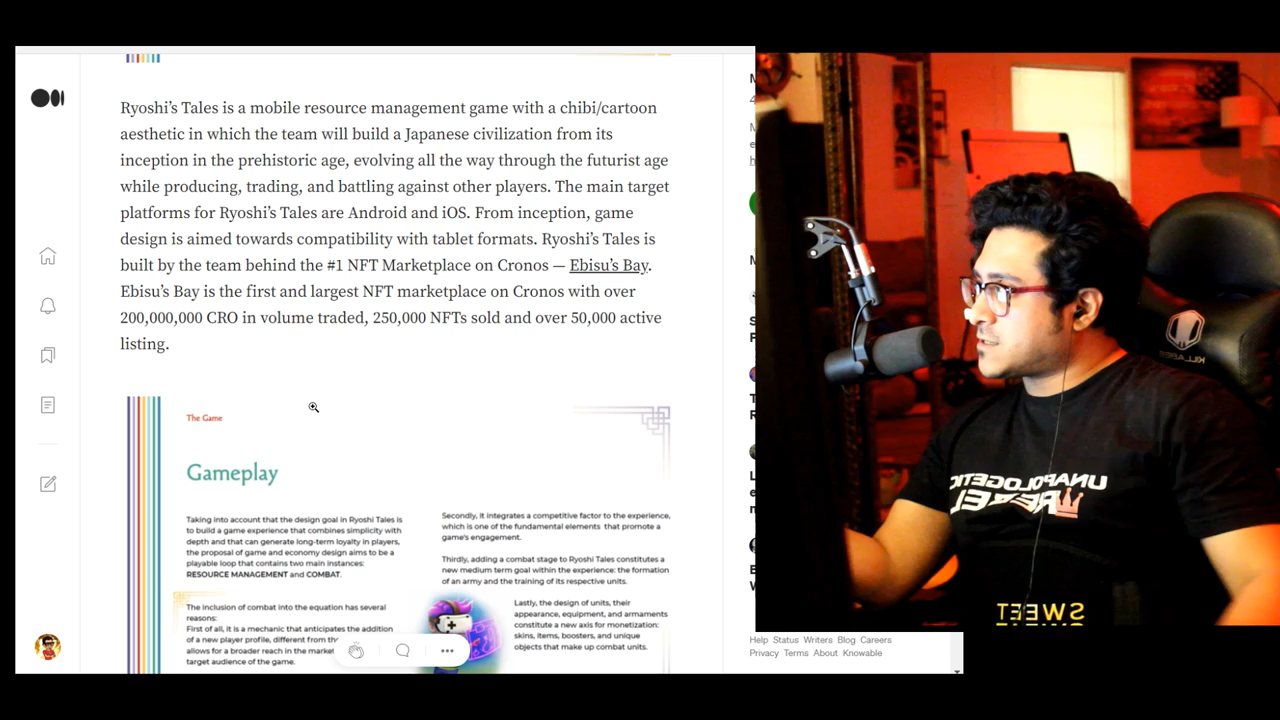 Ryoshi's Tales is a mobile resource management game with a chibi/cartoon
aesthetic in which the team will build a Japanese civilization from its
inception in the prehistoric age, evolving all the way through the futurist age
while producing, trading, and battling against other players. The main target
platforms for Ryoshi's Tales are Android and iOS. From inception, game
design is aimed towards compatibility with tablet formats. Ryoshi's Tales is
built by the team behind the #1 NFT Marketplace on Cronos — Ebisu's Bay.
Ebisu's Bay is the first and largest NFT marketplace on Cronos with over
200,000,000 CRO in volume traded, 250,000 NFTs sold and over 50,000 active
listing.
The Game
Gameplay
Taking into account that the design goal in Ryoshi Tales is
to build a game experience that combines simplicity with
depth and that can generate long-term loyalty in players,
the proposal of game and economy design aims to be a
playable loop that contains two main instances:
RESOURCE MANAGEMENT and COMBAT.
The inclusion of combat into the equation has several
reasons:
First of all, it is a mechanic that anticipates the addition
of a new player profile, different from
allows for a broader reach in the
target audience of the game.
Secondly, it integrates a competitive factor to the experience,
which is one of the fundamental elements that promote a
game's engagement.
Thirdly, adding a combat stage to Ryoshi Tales constitutes a
new medium term goal within the experience: the formation
of an army and the training of its respective units.
Lastly, the design of units, their
appearance, equipment, and armaments
constitute a new axis for monetization:
skins, items, boosters, and unique
objects that make up combat units.
Help Status Writers Blog Careers
Privacy Terms About Knowable
UNAPOLOGETIC
REBEL
SWEET